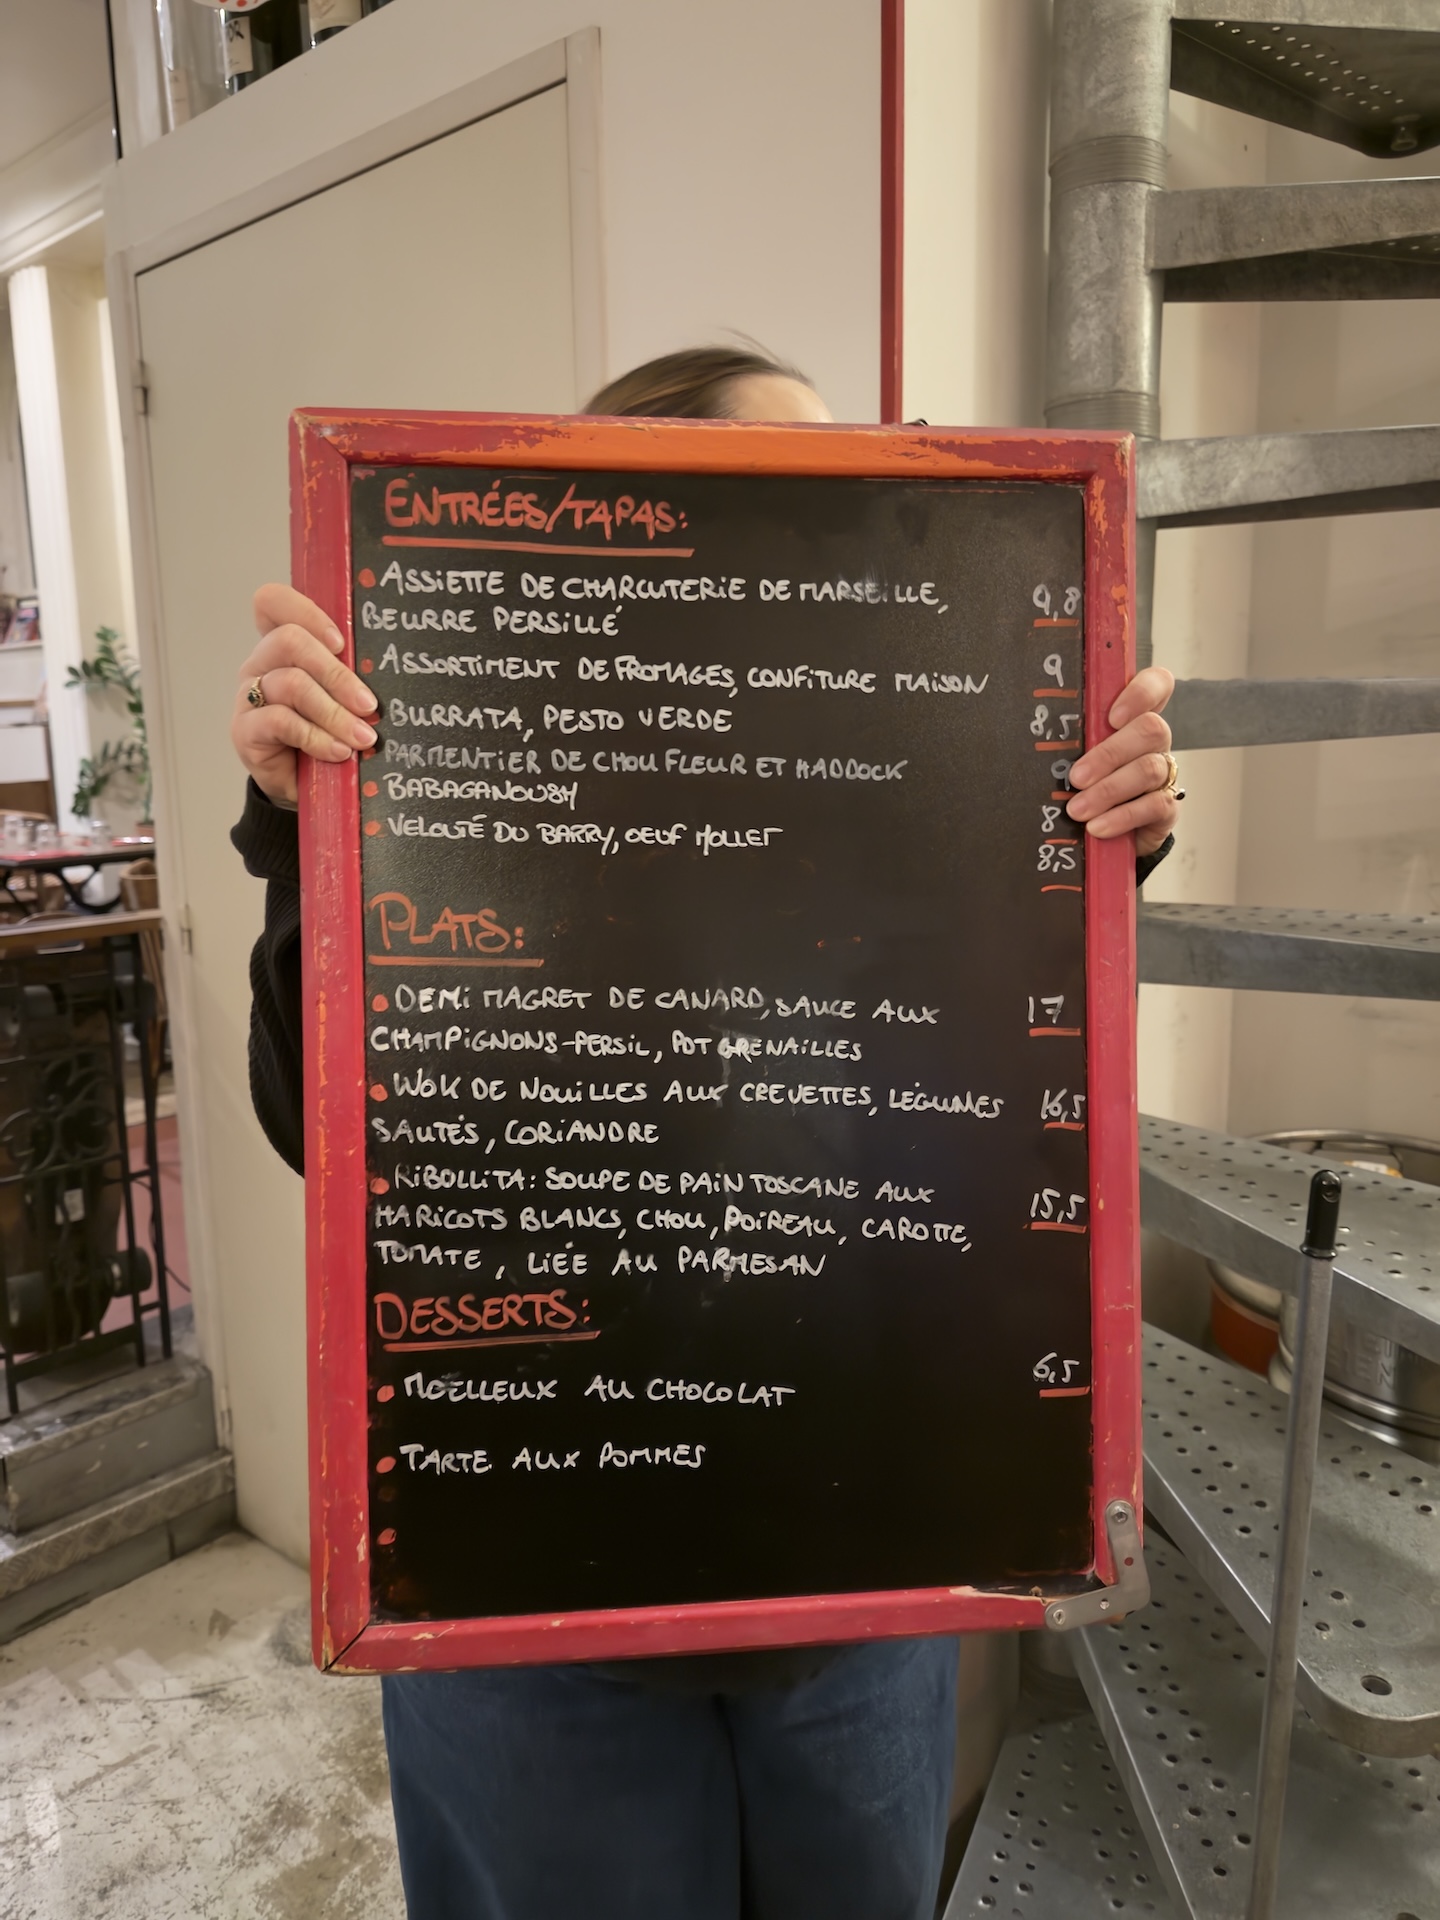 ENTRÉES/TAPAS:
ASSIETTE DE CHARCUTERIE DE MARSEILLE, 9,8
BEURRE PERSILLÉ
ASSORTIMENT DE FROMAGES, CONFITURE MAISON 9
BURRATA, PESTO VERDE 8,5
PARMENTIER DE CHOU FLEUR ET HADDOCK 9
BABAGANOUSH 8
VELOUTÉ DU BARRY, OEUF MOLLET 8,5
PLATS:
DEMI MAGRET DE CANARD, SAUCE AUX 17
CHAMPIGNONS-PERSIL, PDT GRENAILLES
WOK DE NOUILLES AUX CREVETTES, LÉGUMES 16,5
SAUTÉS, CORIANDRE
RIBOLLITA: SOUPE DE PAIN TOSCANE AUX
HARICOTS BLANCS, CHOU, POIREAU, CAROTTE, 15,5
TOMATE, LIÉE AU PARMESAN
DESSERTS:
MOËLLEUX AU CHOCOLAT 6,5
TARTE AUX POMMES